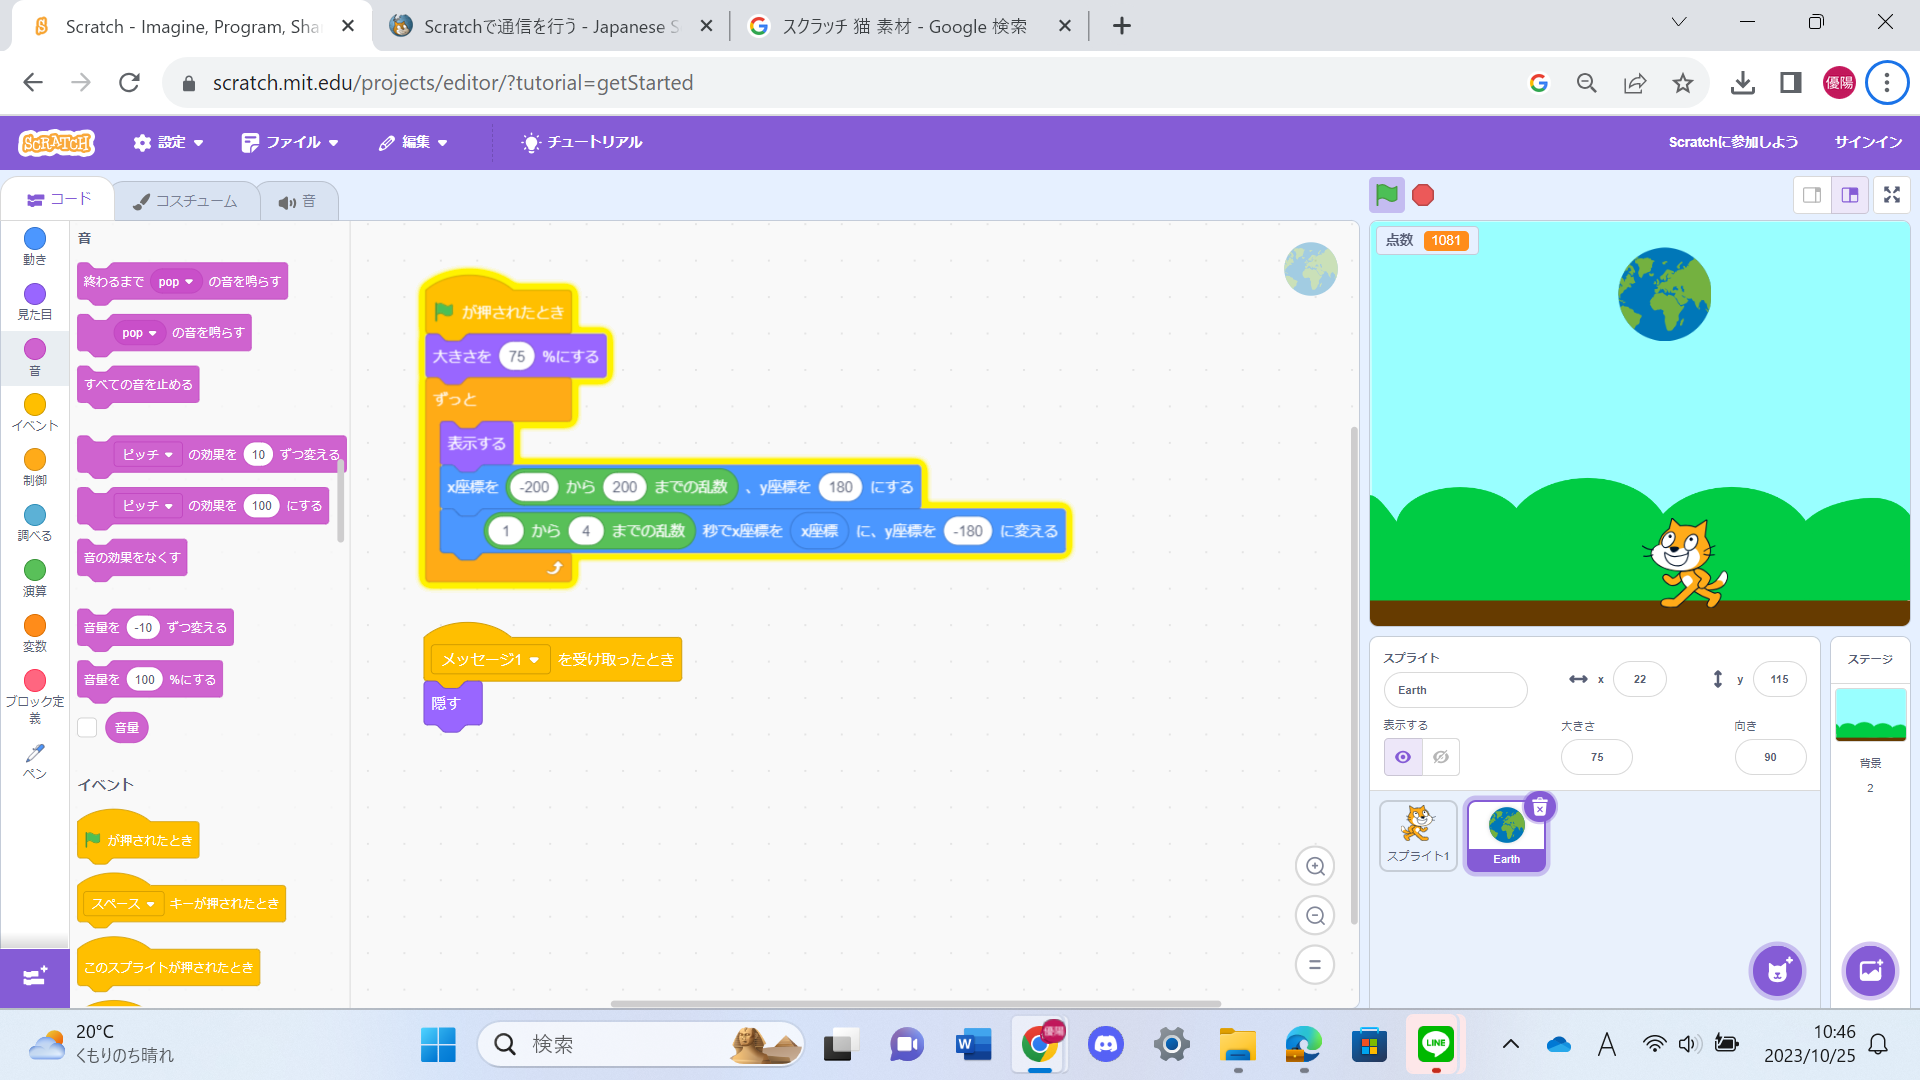 Scratch - Imagine, Program, Sha
Scratchで通信を行う - Japanese S
スクラッチ 猫 素材 - Google 検索
scratch.mit.edu/projects/editor/?tutorial=getStarted
優陽
SCRATCH
設定
ファイル
編集
チュートリアル
Scratchに参加しよう
サインイン
コード
コスチューム
音
動き
見た目
音
イベント
制御
調べる
演算
変数
ブロック定
義
ペン
音
終わるまで pop の音を鳴らす
pop の音を鳴らす
すべての音を止める
ピッチ の効果を 10 ずつ変える
ピッチ の効果を 100 にする
音の効果をなくす
音量を -10 ずつ変える
音量を 100 %にする
音量
イベント
が押されたとき
スペース キーが押されたとき
このスプライトが押されたとき
が押されたとき
大きさを 75 %にする
ずっと
表示する
x座標を -200 から 200 までの乱数 、y座標を 180 にする
1 から 4 までの乱数 秒でx座標を x座標 に、y座標を -180 に変える
メッセージ1 を受け取ったとき
隠す
点数 1081
スプライト
Earth
x 22
y 115
表示する
大きさ
75
向き
90
スプライト1
Earth
ステージ
背景
2
20°C
くもりのち晴れ
検索
優陽
LINE
A
10:46
2023/10/25